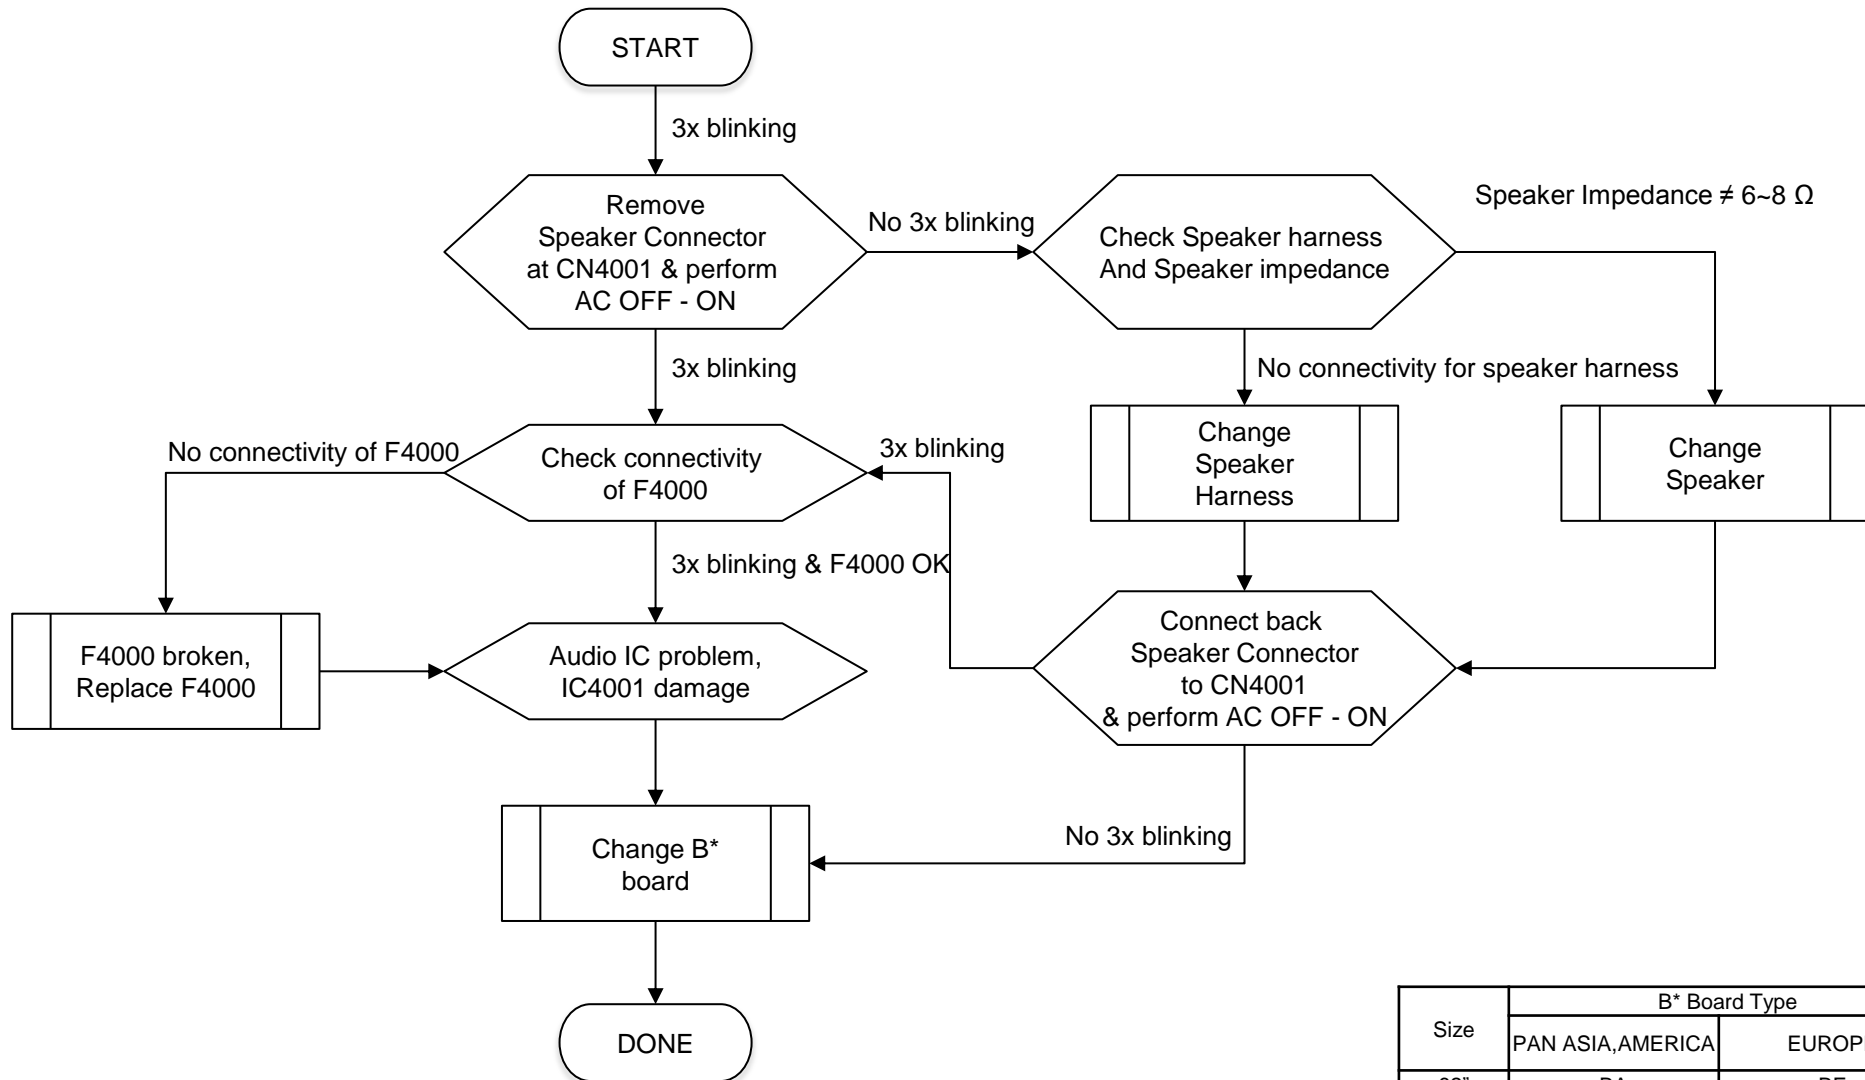 START
3x blinking
Remove
Speaker Connector
at CN4001 & perform
AC OFF - ON
No 3x blinking
Check Speaker harness
And Speaker impedance
Speaker Impedance ≠ 6~8 Ω
3x blinking
No connectivity for speaker harness
No connectivity of F4000
Check connectivity
of F4000
3x blinking
Change
Speaker
Harness
Change
Speaker
3x blinking & F4000 OK
F4000 broken,
Replace F4000
Audio IC problem,
IC4001 damage
Connect back
Speaker Connector
to CN4001
& perform AC OFF - ON
Change B*
board
No 3x blinking
DONE
B* Board Type
Size
PAN ASIA,AMERICA